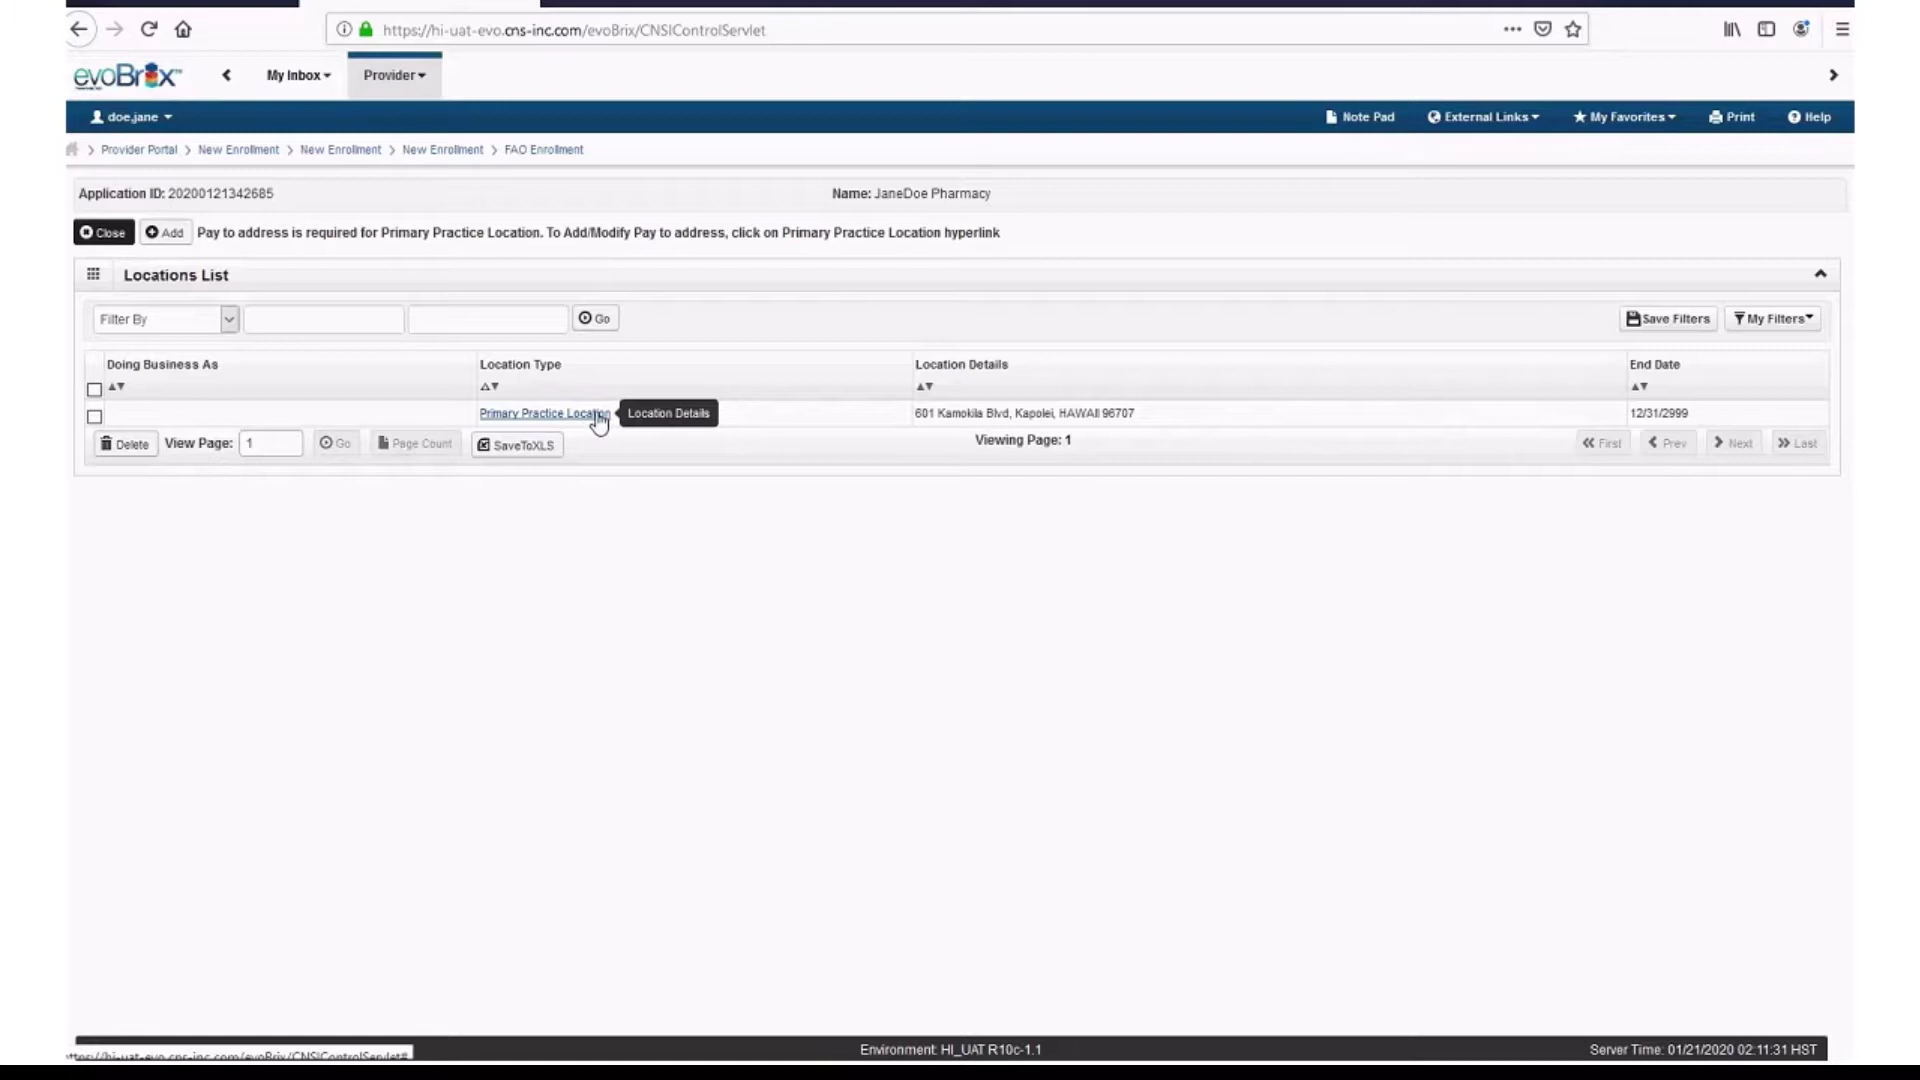 https://hi-uat-evo.cns-inc.com/evoBrix/CNSIControlServlet
evoBrix™ My Inbox Provider
doe,jane Note Pad External Links My Favorites Print Help
> Provider Portal > New Enrollment > New Enrollment > New Enrollment > FAO Enrollment
Application ID: 20200121342685 Name: JaneDoe Pharmacy
Close Add Pay to address is required for Primary Practice Location. To Add/Modify Pay to address, click on Primary Practice Location hyperlink
Locations List
Filter By Go Save Filters My Filters
Doing Business As Location Type Location Details End Date
Primary Practice Location Location Details 601 Kamokila Blvd, Kapolei, HAWAII 96707 12/31/2999
Delete View Page: 1 Go Page Count SaveToXLS Viewing Page: 1 First Prev Next Last
https://hi-uat-evo.cns-inc.com/evoBrix/CNSIControlServlet# Environment: HI_UAT R10c-1.1 Server Time: 01/21/2020 02:11:31 HST